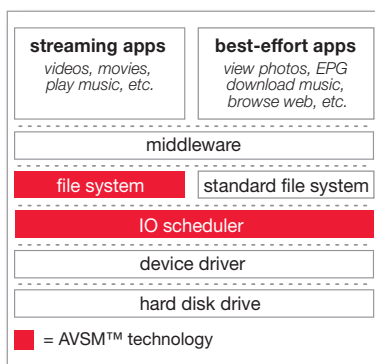 streaming apps
videos, movies,
play music, etc.
best-effort apps
view photos, EPG
download music,
browse web, etc.
middleware
file system
standard file system
IO scheduler
device driver
hard disk drive
= AVSM™ technology